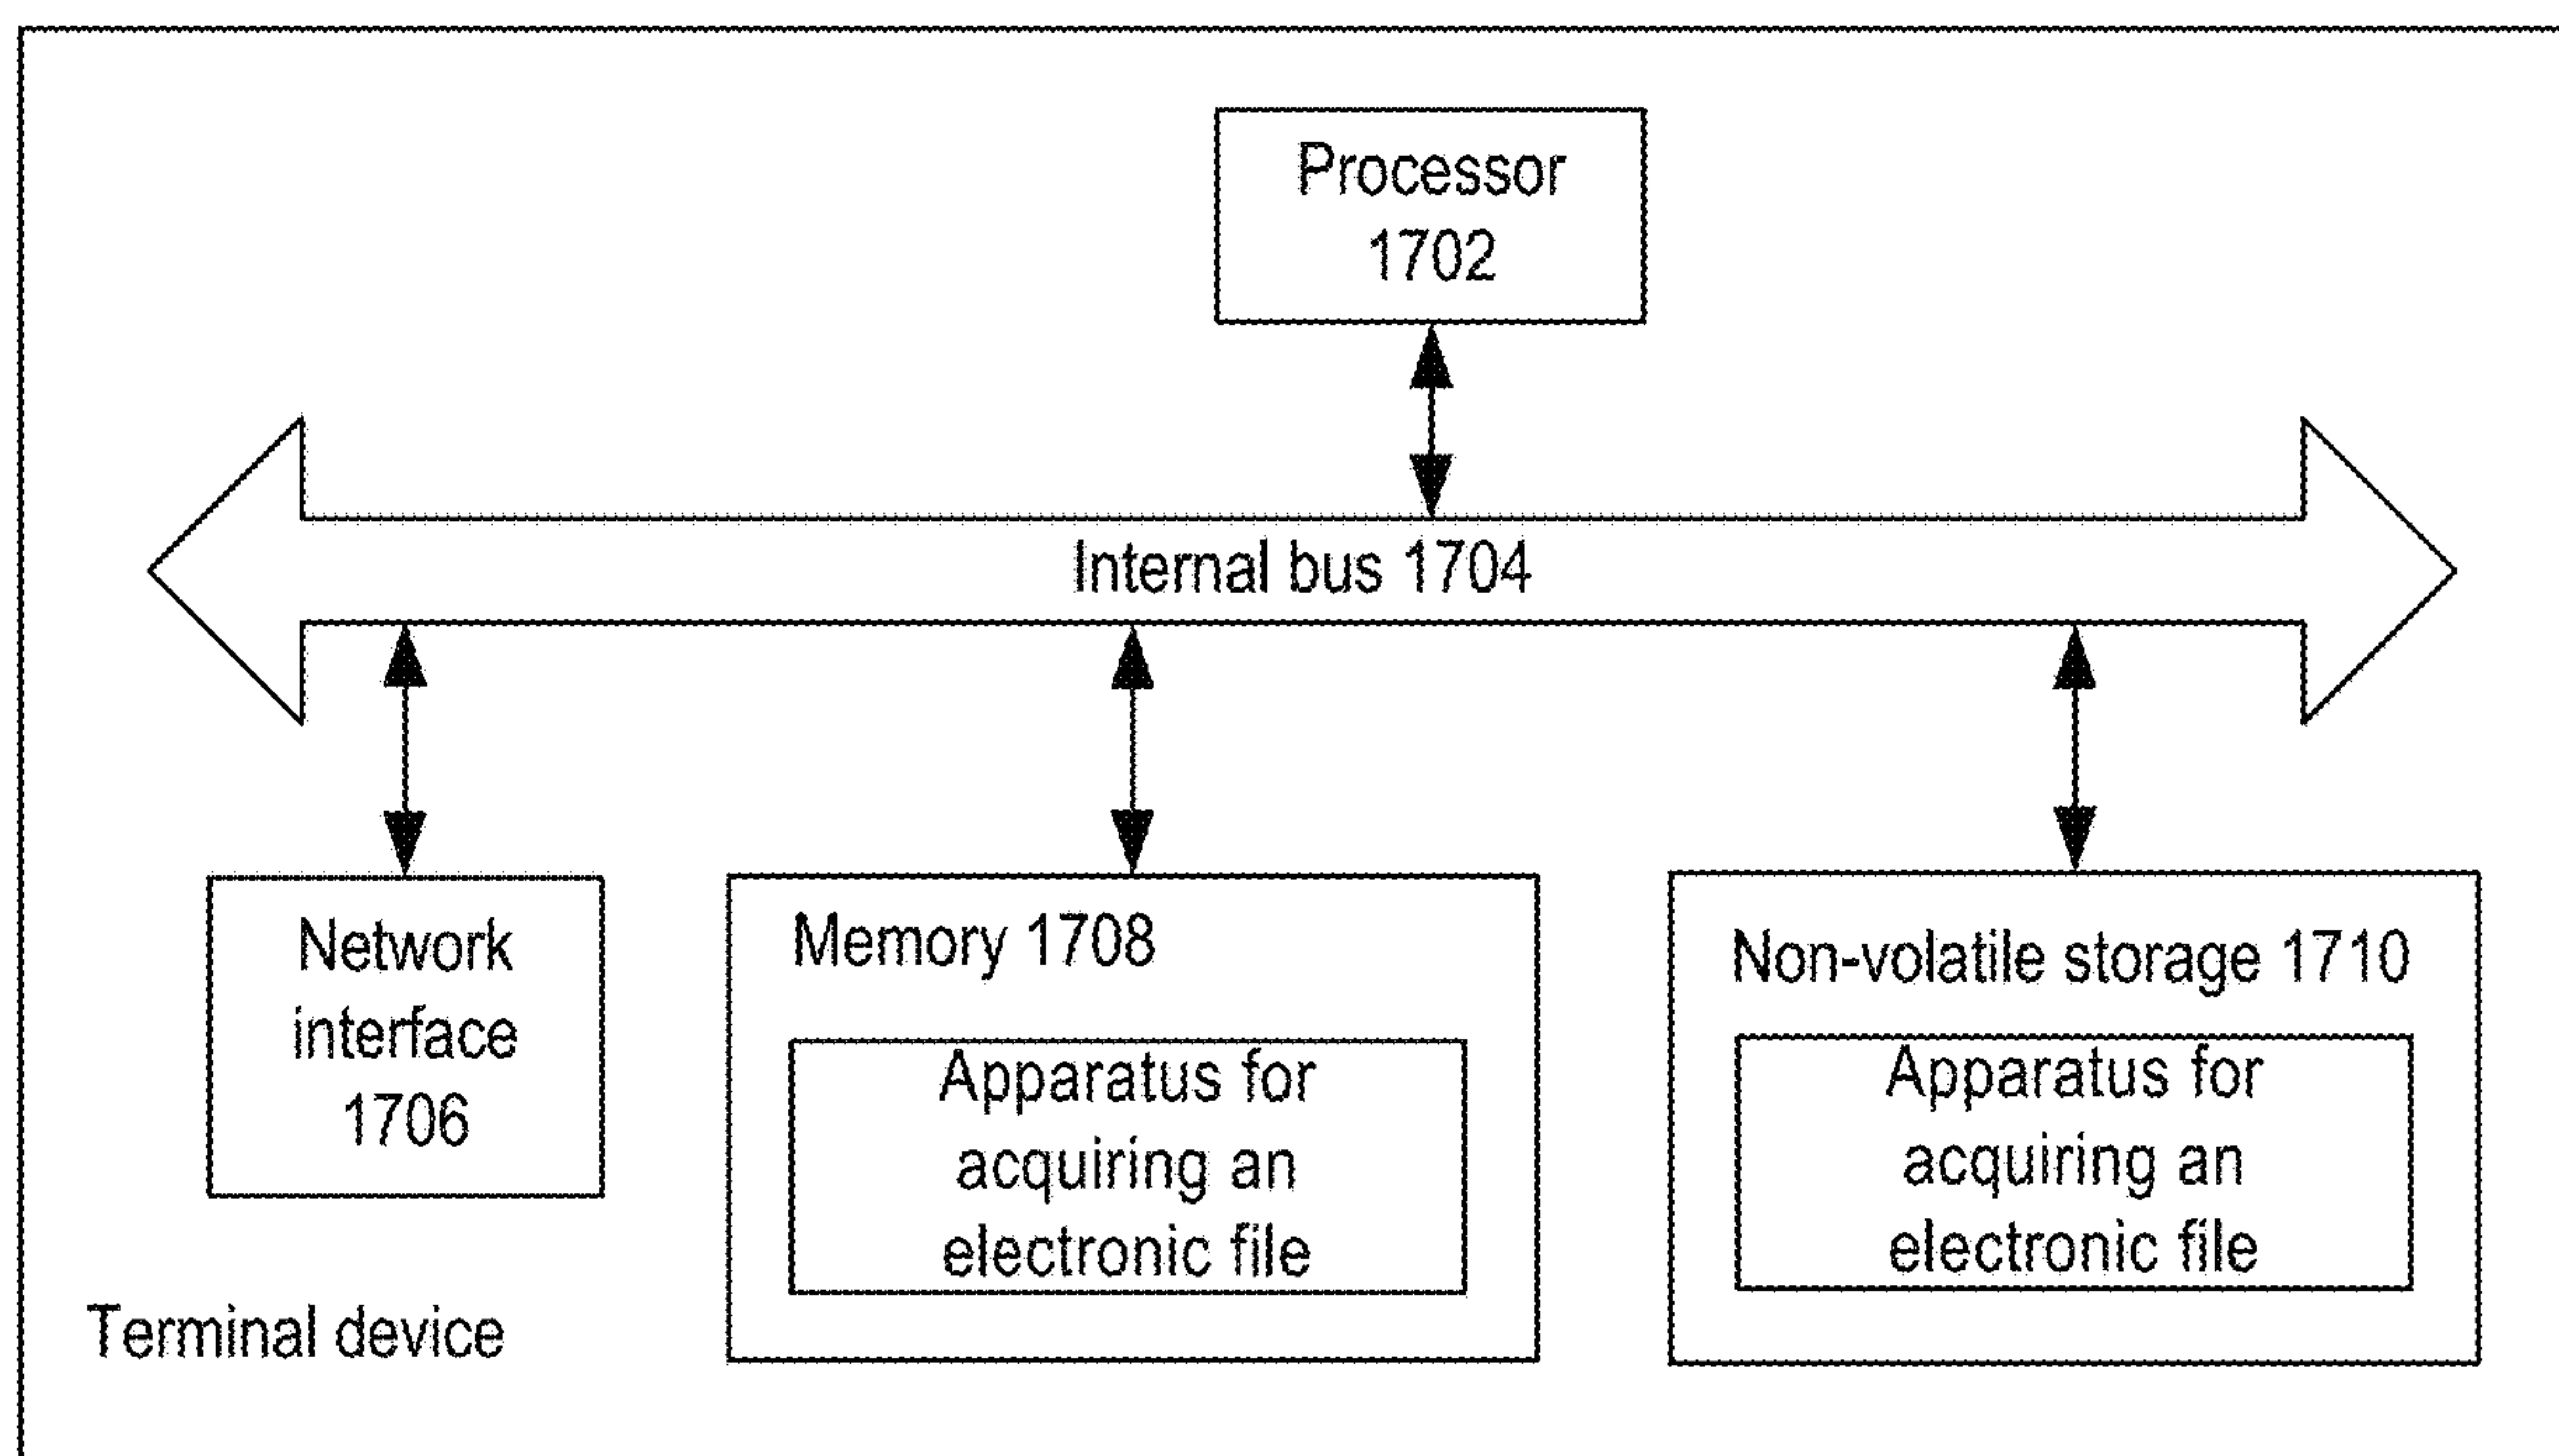 Processor
1702
Internal bus 1704
Network
interface
1706
Memory 1708
Apparatus for
acquiring an
electronic file
Non-volatile storage 1710
Apparatus for
acquiring an
electronic file
Terminal device